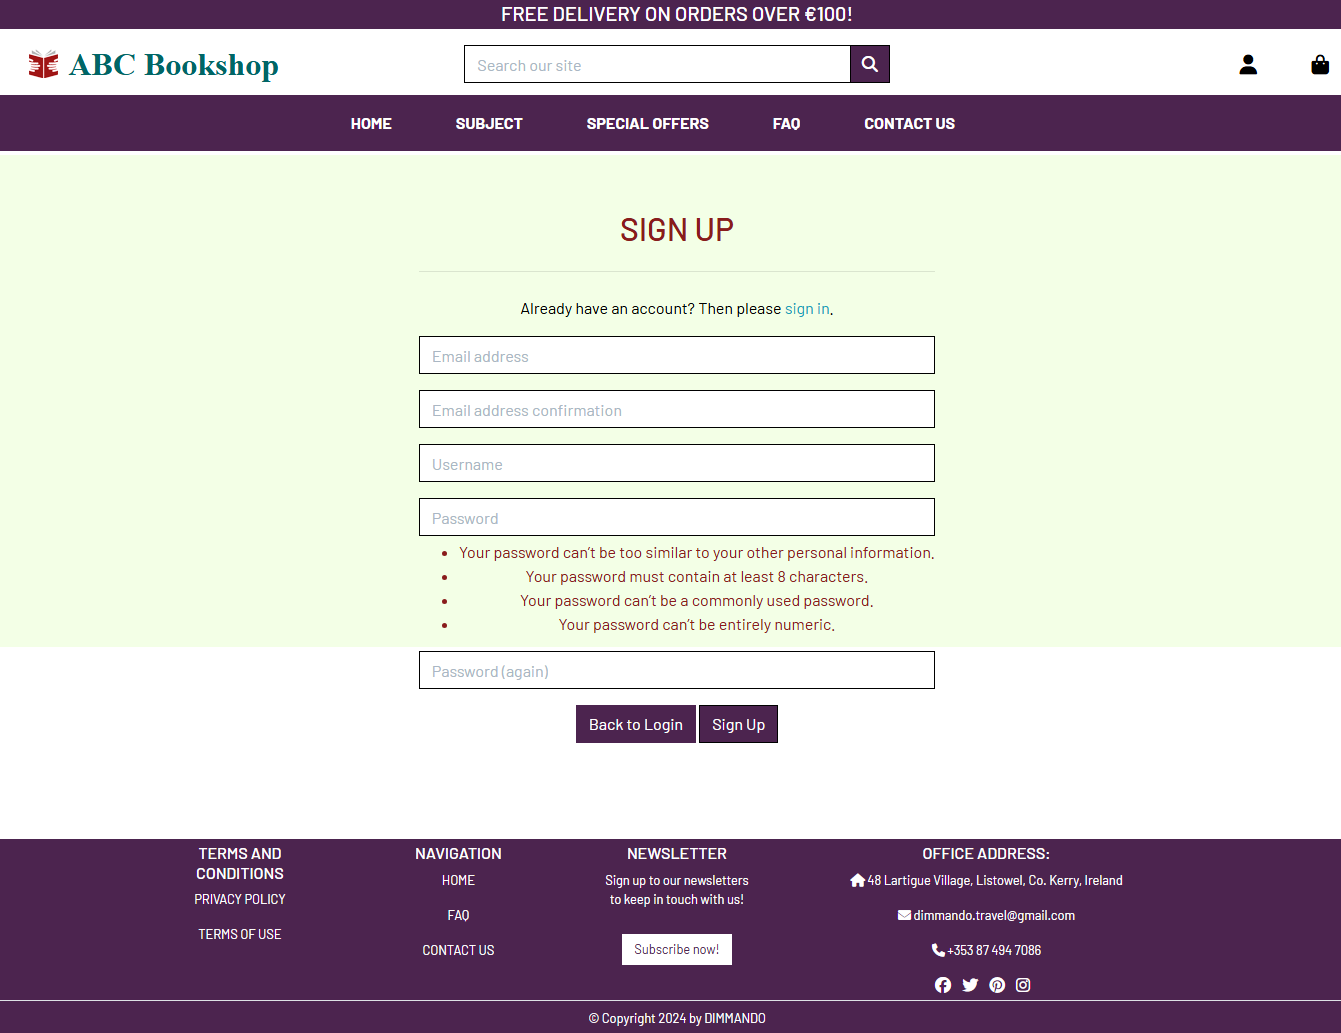 FREE DELIVERY ON ORDERS OVER €100!
ABC Bookshop
Search our site
HOME
SUBJECT
SPECIAL OFFERS
FAQ
CONTACT US
SIGN UP
Already have an account? Then please sign in.
Email address
Email address confirmation
Username
Password
Your password can’t be too similar to your other personal information.
Your password must contain at least 8 characters.
Your password can’t be a commonly used password.
Your password can’t be entirely numeric.
Password (again)
Back to Login
Sign Up
TERMS AND
CONDITIONS
PRIVACY POLICY
TERMS OF USE
NAVIGATION
HOME
FAQ
CONTACT US
NEWSLETTER
Sign up to our newsletters
to keep in touch with us!
Subscribe now!
OFFICE ADDRESS:
48 Lartigue Village, Listowel, Co. Kerry, Ireland
dimmando.travel@gmail.com
+353 87 494 7086
© Copyright 2024 by DIMMANDO